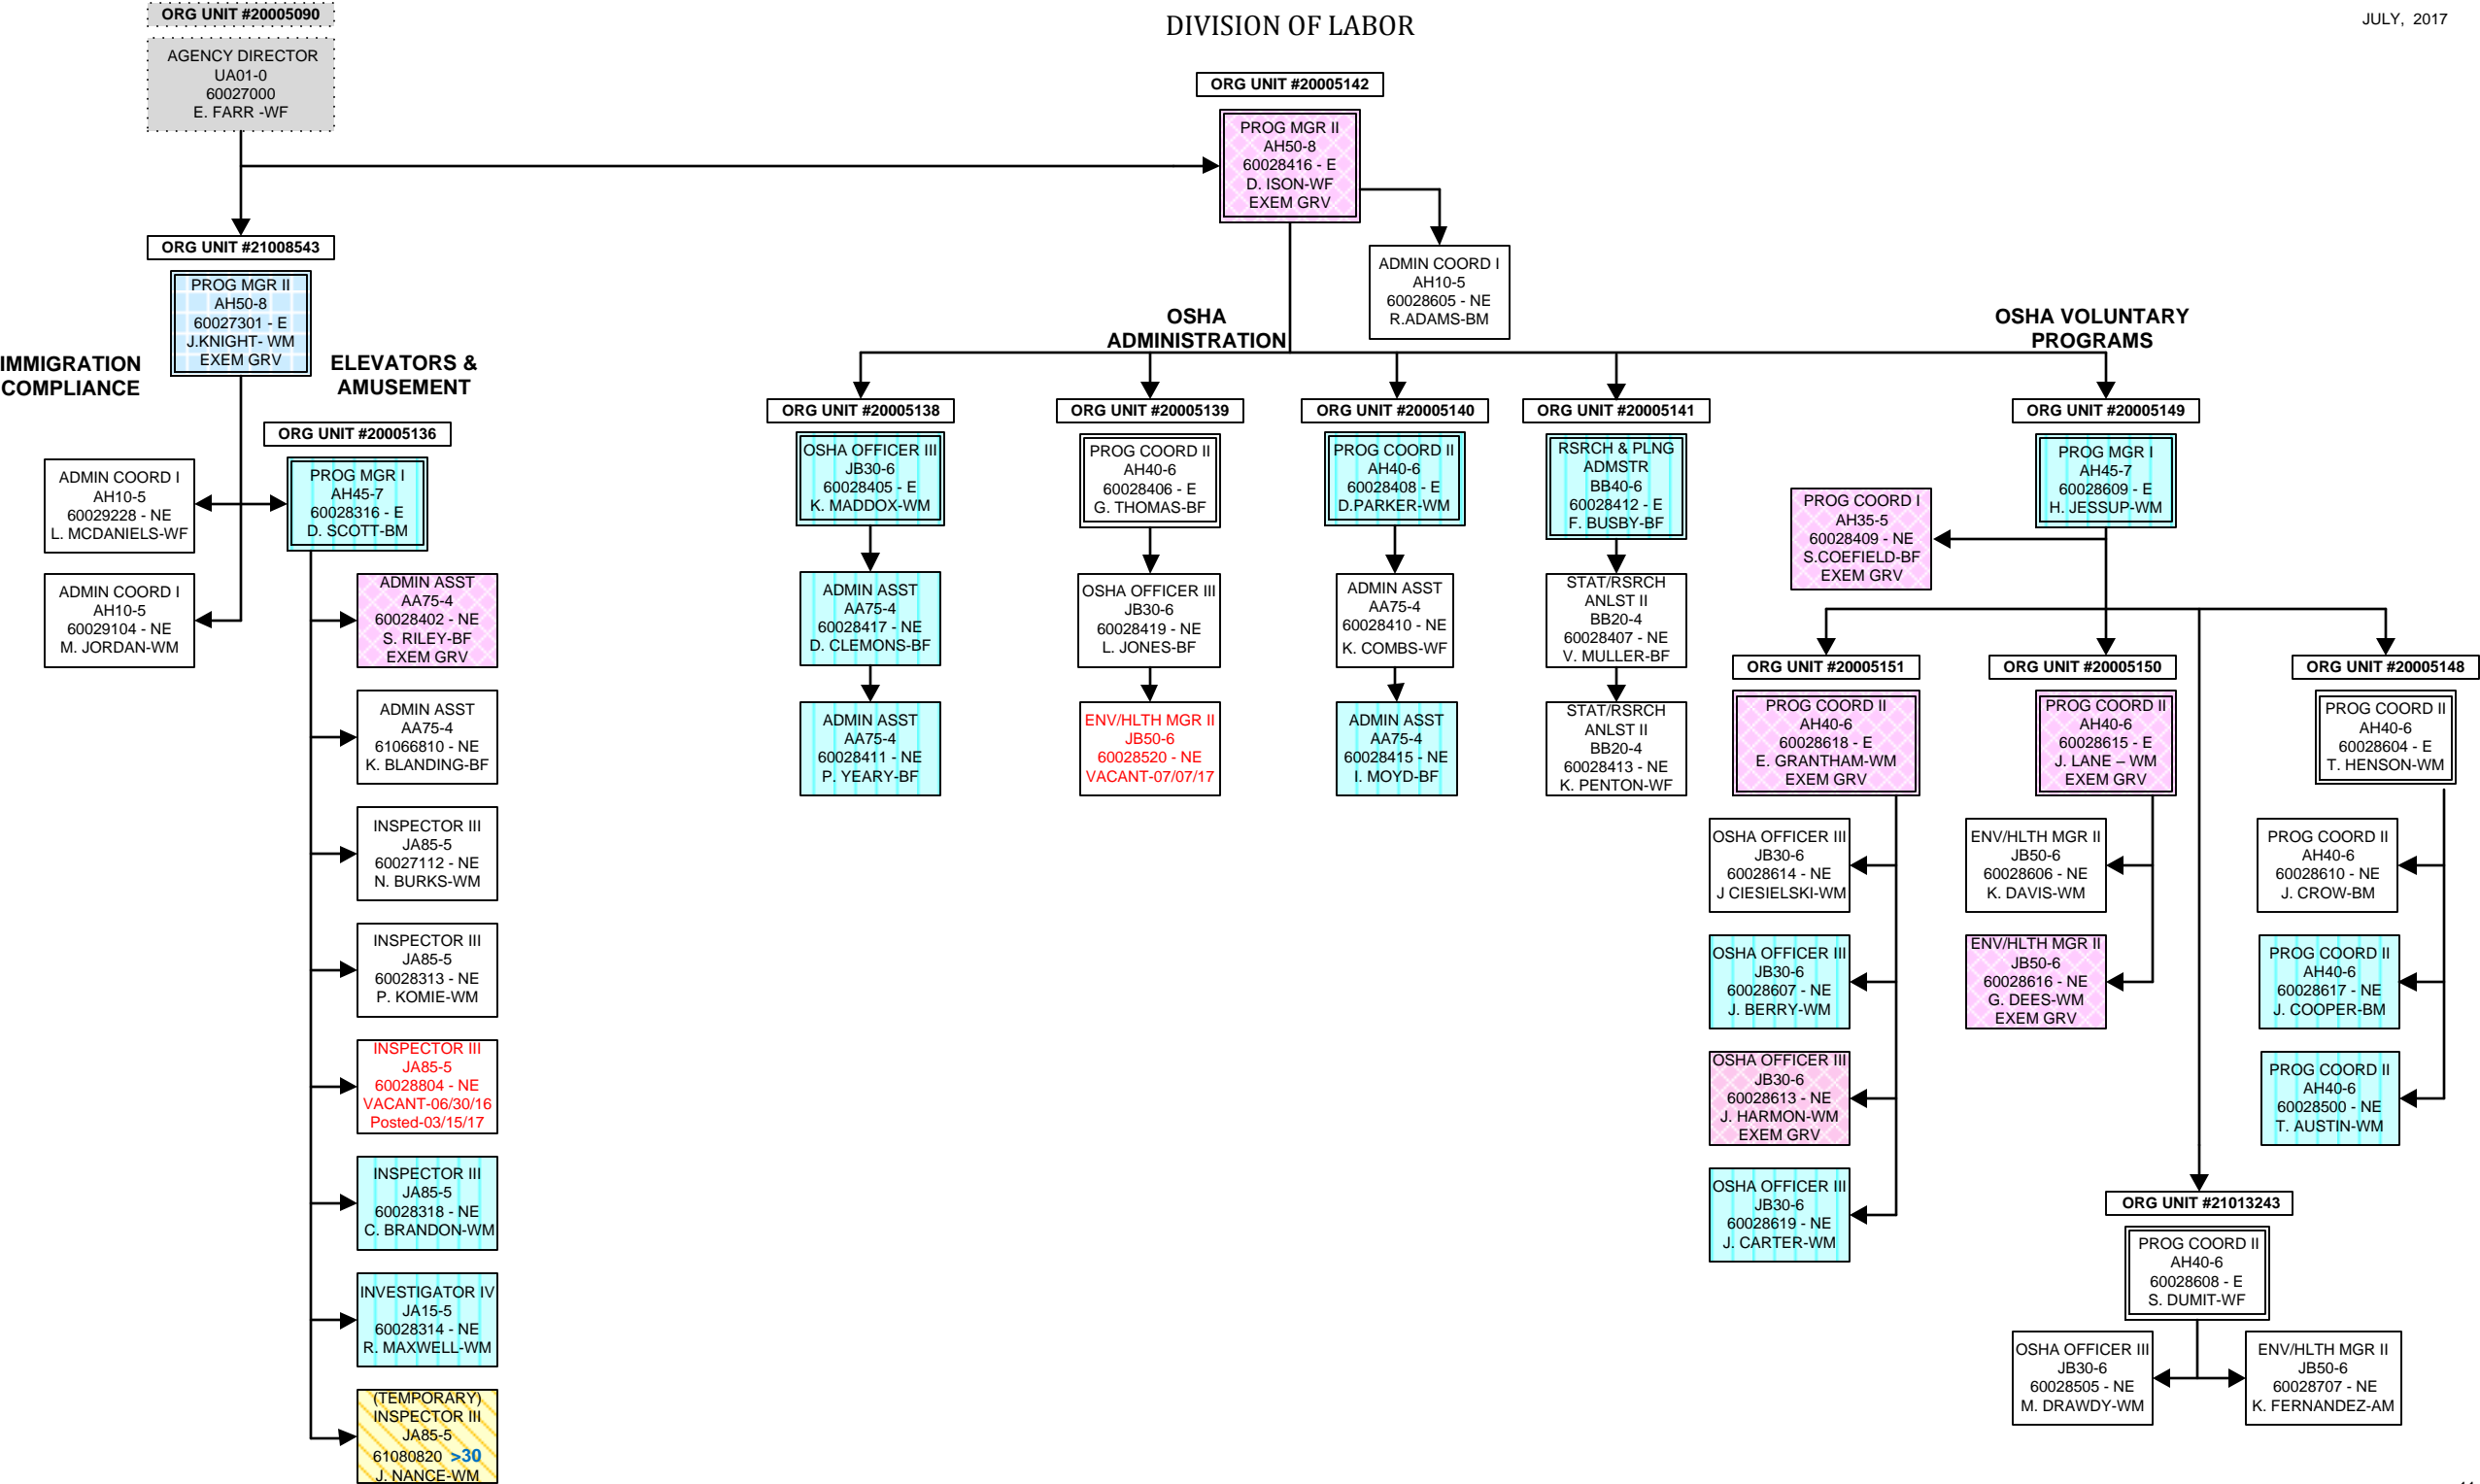 DIVISION OF LABOR
JULY, 2017
ORG UNIT #20005090
AGENCY DIRECTOR
UA01-0
60027000
E. FARR -WF
ORG UNIT #20005142
PROG MGR II
AH50-8
60028416 - E
D. ISON-WF
EXEM GRV
ADMIN COORD I
AH10-5
60028605 - NE
R.ADAMS-BM
ORG UNIT #21008543
PROG MGR II
AH50-8
60027301 - E
J.KNIGHT- WM
EXEM GRV
IMMIGRATION
COMPLIANCE
ELEVATORS &
AMUSEMENT
ADMIN COORD I
AH10-5
60029228 - NE
L. MCDANIELS-WF
ADMIN COORD I
AH10-5
60029104 - NE
M. JORDAN-WM
ORG UNIT #20005136
PROG MGR I
AH45-7
60028316 - E
D. SCOTT-BM
ADMIN ASST
AA75-4
60028402 - NE
S. RILEY-BF
EXEM GRV
ADMIN ASST
AA75-4
61066810 - NE
K. BLANDING-BF
INSPECTOR III
JA85-5
60027112 - NE
N. BURKS-WM
INSPECTOR III
JA85-5
60028313 - NE
P. KOMIE-WM
INSPECTOR III
JA85-5
60028804 - NE
VACANT-06/30/16
Posted-03/15/17
INSPECTOR III
JA85-5
60028318 - NE
C. BRANDON-WM
INVESTIGATOR IV
JA15-5
60028314 - NE
R. MAXWELL-WM
(TEMPORARY)
INSPECTOR III
JA85-5
61080820 >30
J. NANCE-WM
OSHA
ADMINISTRATION
ORG UNIT #20005138
OSHA OFFICER III
JB30-6
60028405 - E
K. MADDOX-WM
ADMIN ASST
AA75-4
60028417 - NE
D. CLEMONS-BF
ADMIN ASST
AA75-4
60028411 - NE
P. YEARY-BF
ORG UNIT #20005139
PROG COORD II
AH40-6
60028406 - E
G. THOMAS-BF
OSHA OFFICER III
JB30-6
60028419 - NE
L. JONES-BF
ENV/HLTH MGR II
JB50-6
60028520 - NE
VACANT-07/07/17
ORG UNIT #20005140
PROG COORD II
AH40-6
60028408 - E
D.PARKER-WM
ADMIN ASST
AA75-4
60028410 - NE
K. COMBS-WF
ADMIN ASST
AA75-4
60028415 - NE
I. MOYD-BF
ORG UNIT #20005141
RSRCH & PLNG
ADMSTR
BB40-6
60028412 - E
F. BUSBY-BF
STAT/RSRCH
ANLST II
BB20-4
60028407 - NE
V. MULLER-BF
STAT/RSRCH
ANLST II
BB20-4
60028413 - NE
K. PENTON-WF
OSHA VOLUNTARY
PROGRAMS
ORG UNIT #20005149
PROG MGR I
AH45-7
60028609 - E
H. JESSUP-WM
PROG COORD I
AH35-5
60028409 - NE
S.COEFIELD-BF
EXEM GRV
ORG UNIT #20005151
PROG COORD II
AH40-6
60028618 - E
E. GRANTHAM-WM
EXEM GRV
OSHA OFFICER III
JB30-6
60028614 - NE
J CIESIELSKI-WM
OSHA OFFICER III
JB30-6
60028607 - NE
J. BERRY-WM
OSHA OFFICER III
JB30-6
60028613 - NE
J. HARMON-WM
EXEM GRV
OSHA OFFICER III
JB30-6
60028619 - NE
J. CARTER-WM
ORG UNIT #20005150
PROG COORD II
AH40-6
60028615 - E
J. LANE – WM
EXEM GRV
ENV/HLTH MGR II
JB50-6
60028606 - NE
K. DAVIS-WM
ENV/HLTH MGR II
JB50-6
60028616 - NE
G. DEES-WM
EXEM GRV
ORG UNIT #20005148
PROG COORD II
AH40-6
60028604 - E
T. HENSON-WM
PROG COORD II
AH40-6
60028610 - NE
J. CROW-BM
PROG COORD II
AH40-6
60028617 - NE
J. COOPER-BM
PROG COORD II
AH40-6
60028500 - NE
T. AUSTIN-WM
ORG UNIT #21013243
PROG COORD II
AH40-6
60028608 - E
S. DUMIT-WF
OSHA OFFICER III
JB30-6
60028505 - NE
M. DRAWDY-WM
ENV/HLTH MGR II
JB50-6
60028707 - NE
K. FERNANDEZ-AM